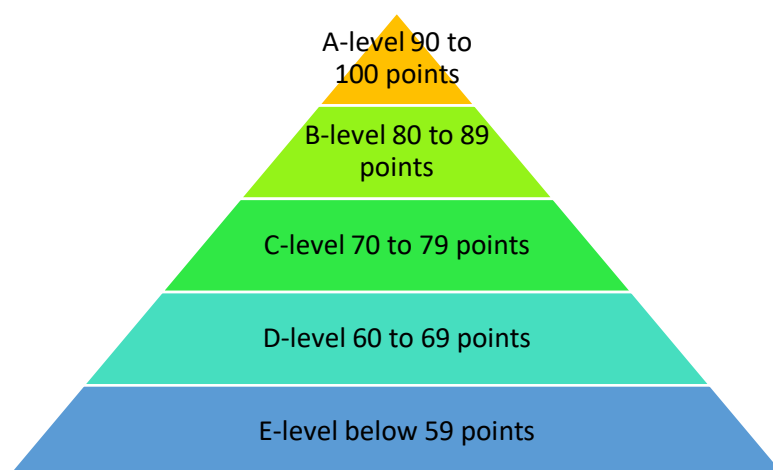 A-level 90 to
100 points
B-level 80 to 89
points
C-level 70 to 79 points
D-level 60 to 69 points
E-level below 59 points